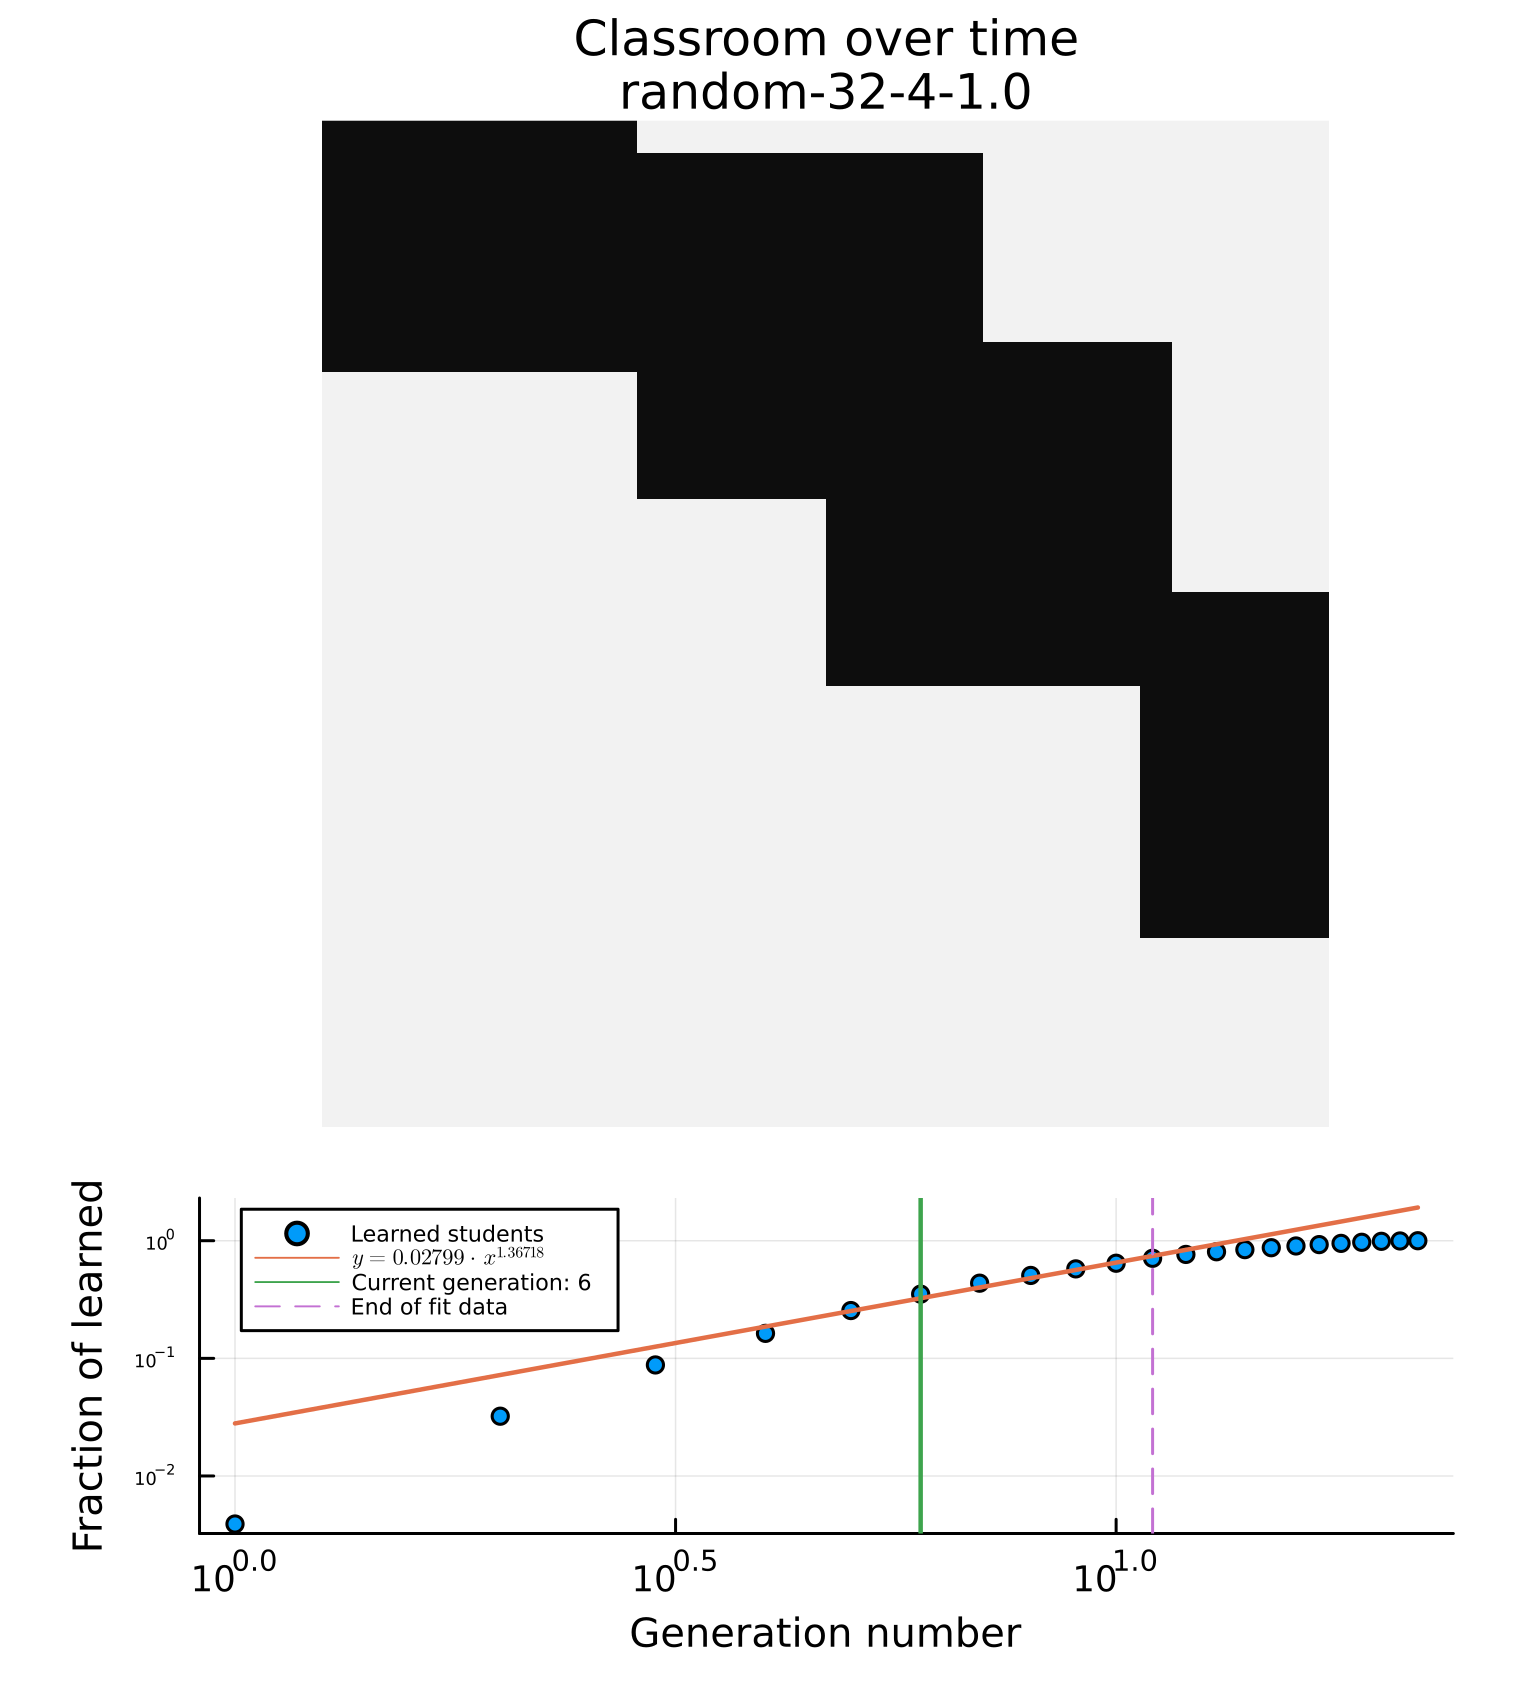 Classroom over time
random-32-4-1.0
Fraction of learned
10⁰
10⁻¹
10⁻²
Learned students
y = 0.02799 · x^1.36718
Current generation: 6
End of fit data
10^0.0 10^0.5 10^1.0
Generation number